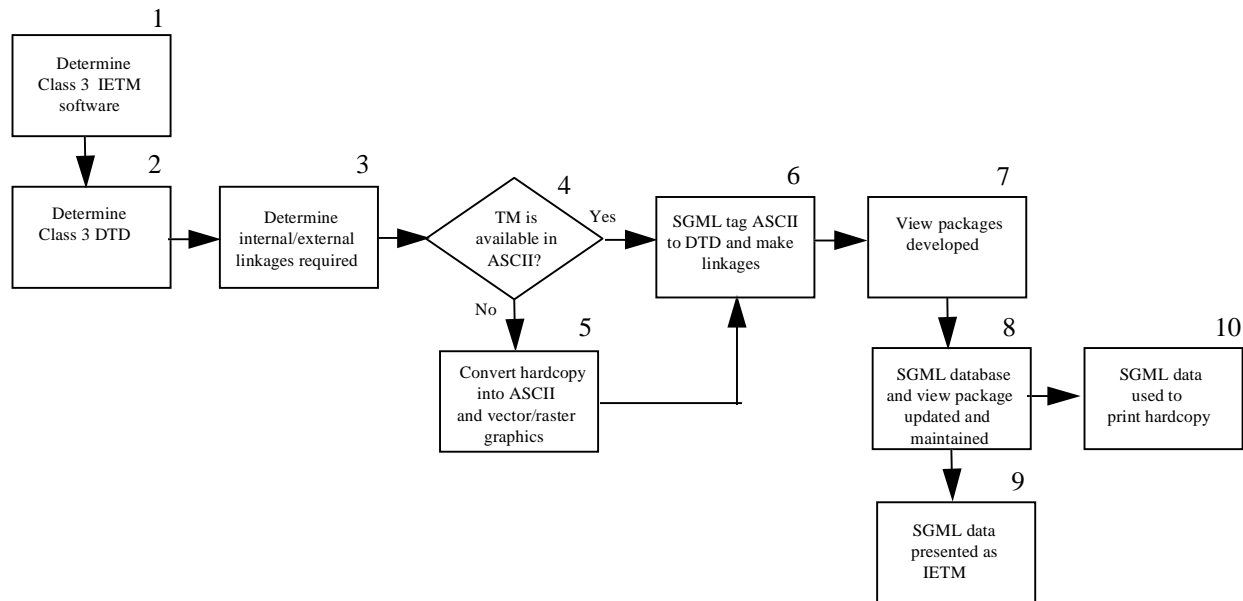 1
Determine
Class 3 IETM
software
2
Determine
Class 3 DTD
3
Determine
internal/external
linkages required
4
TM is
available in
ASCII?
Yes
No
5
Convert hardcopy
into ASCII
and vector/raster
graphics
6
SGML tag ASCII
to DTD and make
linkages
7
View packages
developed
8
SGML database
and view package
updated and
maintained
10
SGML data
used to
print hardcopy
9
SGML data
presented as
IETM